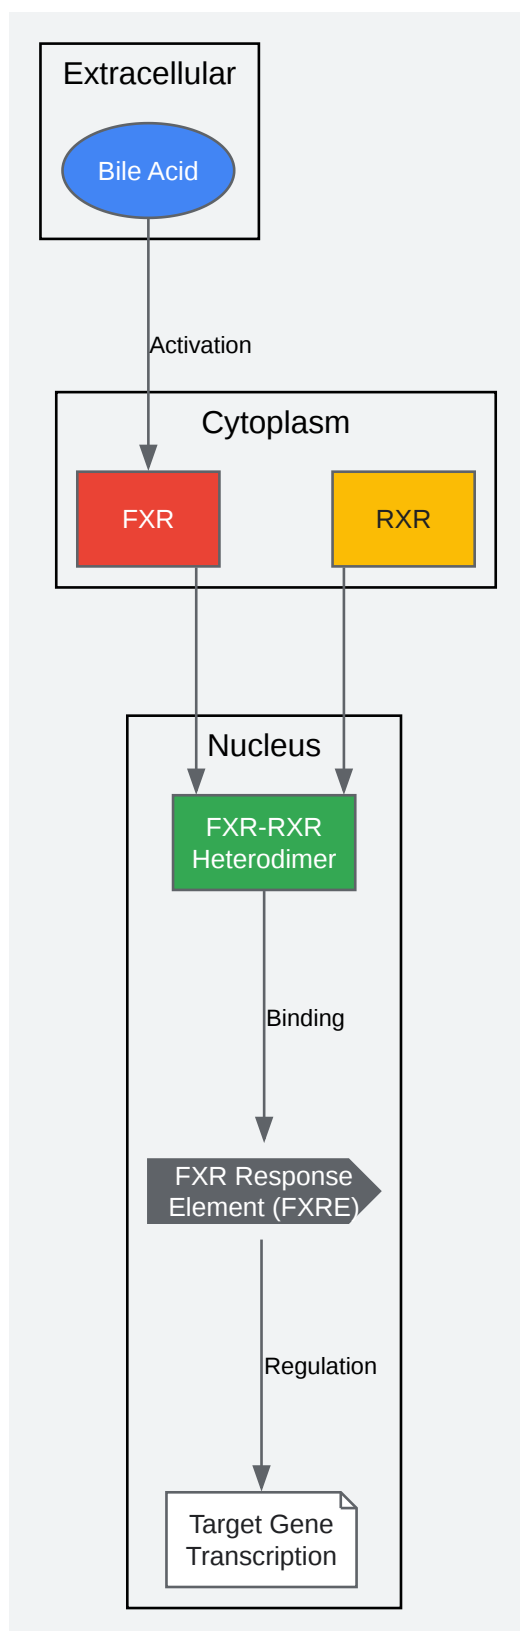 Extracellular
Bile Acid
Activation
Cytoplasm
FXR
RXR
Nucleus
FXR-RXR
Heterodimer
Binding
FXR Response
Element (FXRE)
Regulation
Target Gene
Transcription